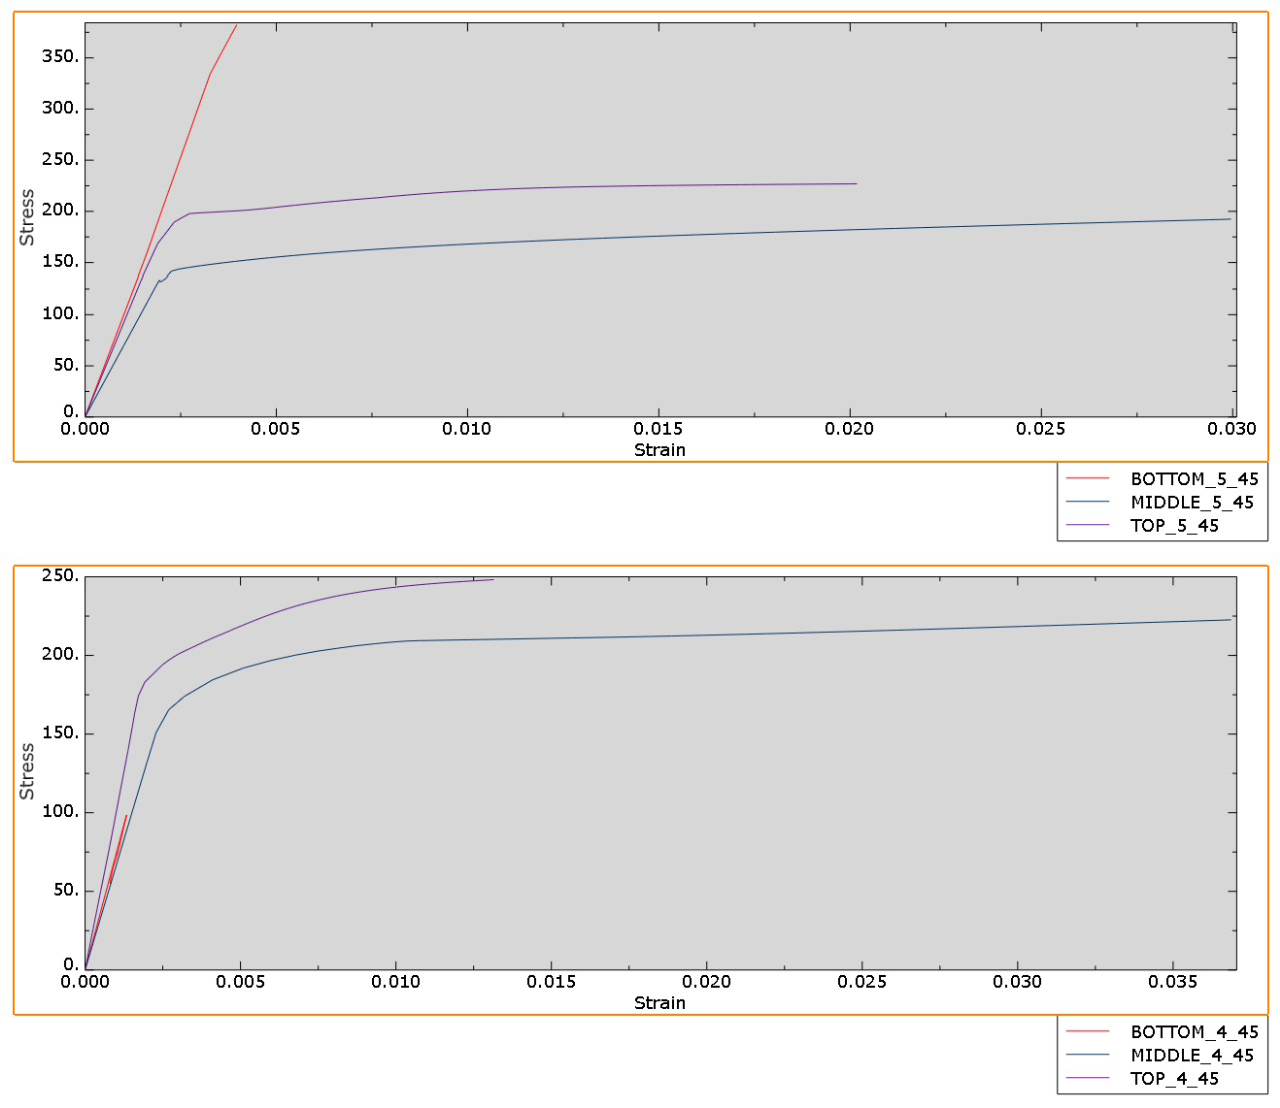 350.
300.
250.
200.
150.
100.
50.
0.
Stress
0.000 0.005 0.010 0.015 0.020 0.025 0.030
Strain
BOTTOM_5_45
MIDDLE_5_45
TOP_5_45
250.
200.
150.
100.
50.
0.
Stress
0.000 0.005 0.010 0.015 0.020 0.025 0.030 0.035
Strain
BOTTOM_4_45
MIDDLE_4_45
TOP_4_45